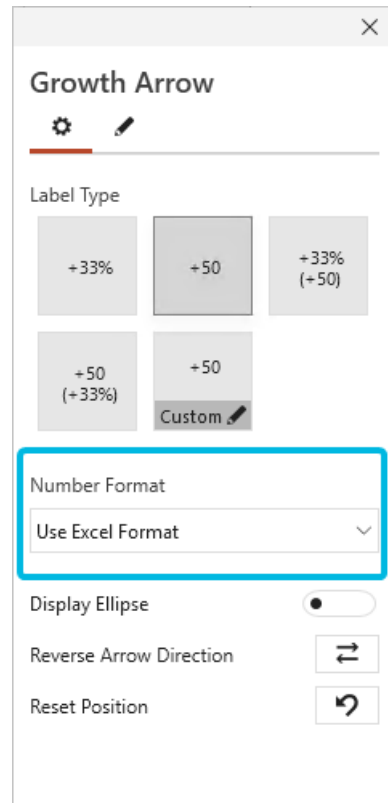 Growth Arrow
Label Type
+33%
+50
+33%
(+50)
+50
(+33%)
+50
Custom
Number Format
Use Excel Format
Display Ellipse
Reverse Arrow Direction
Reset Position